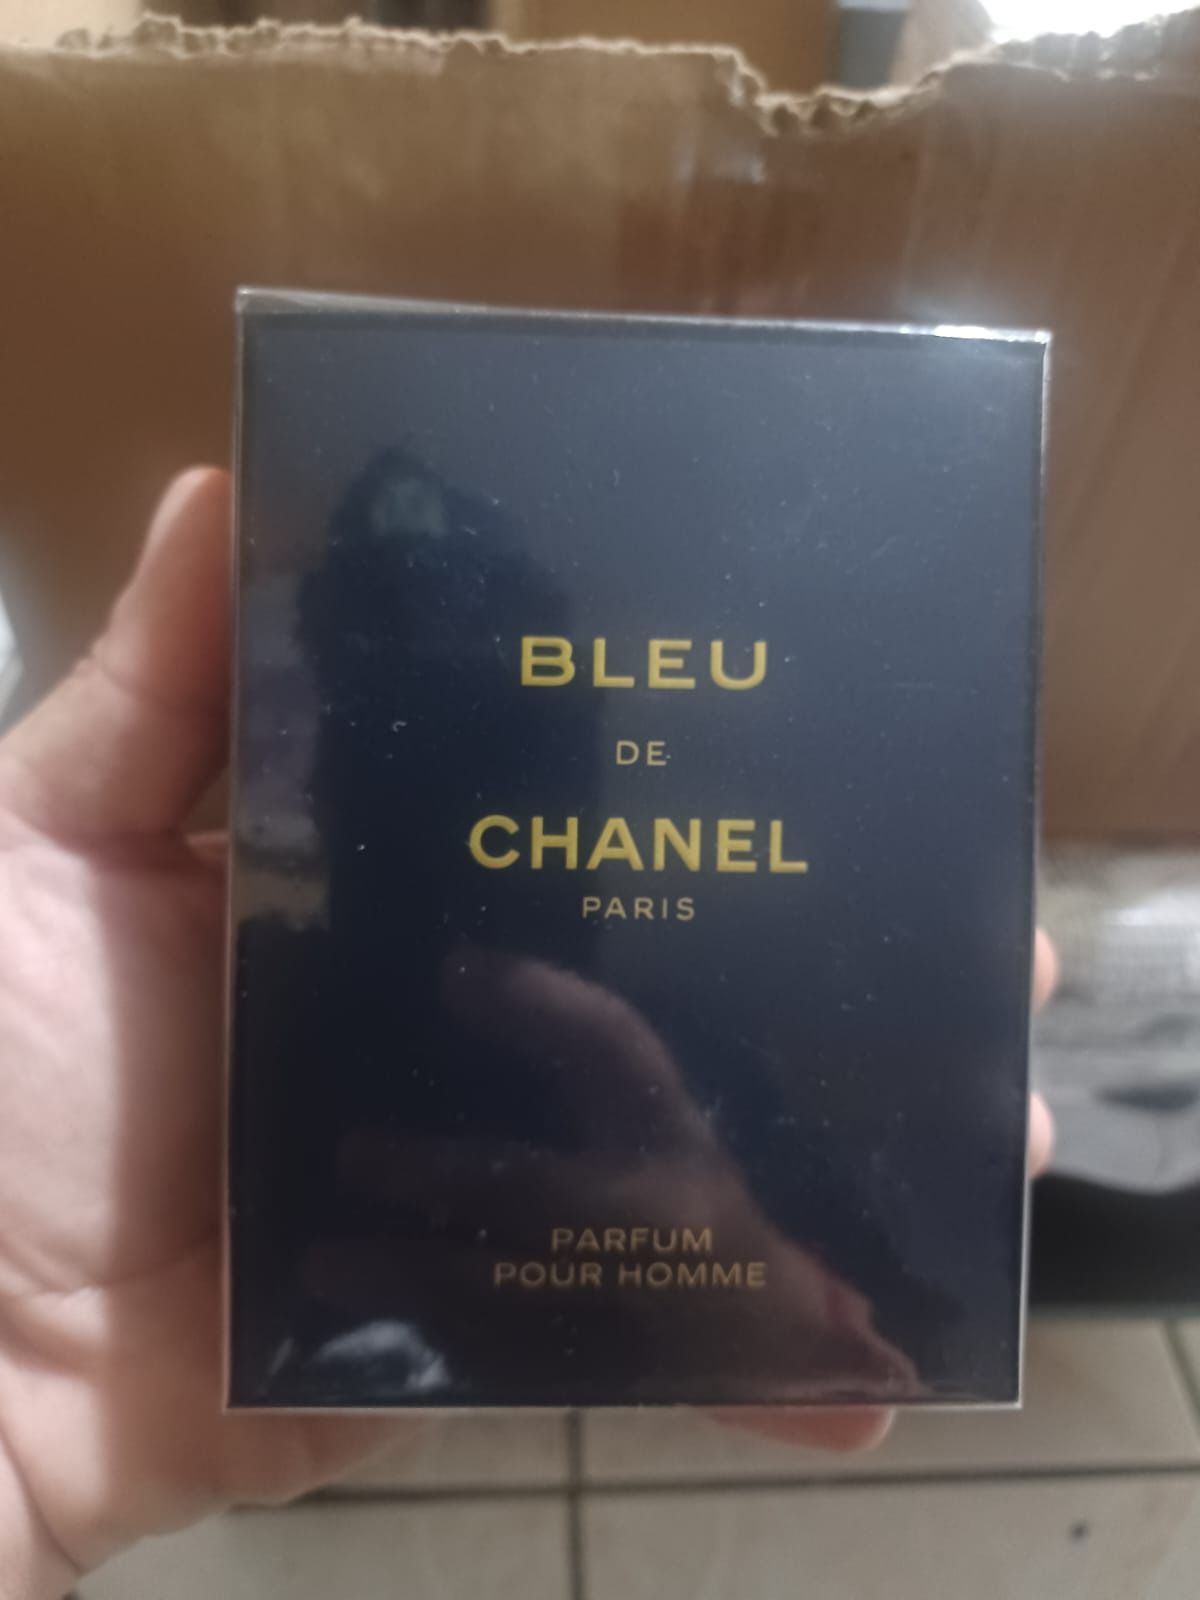 BLEU
DE
CHANEL
PARIS
PARFUM
POUR HOMME